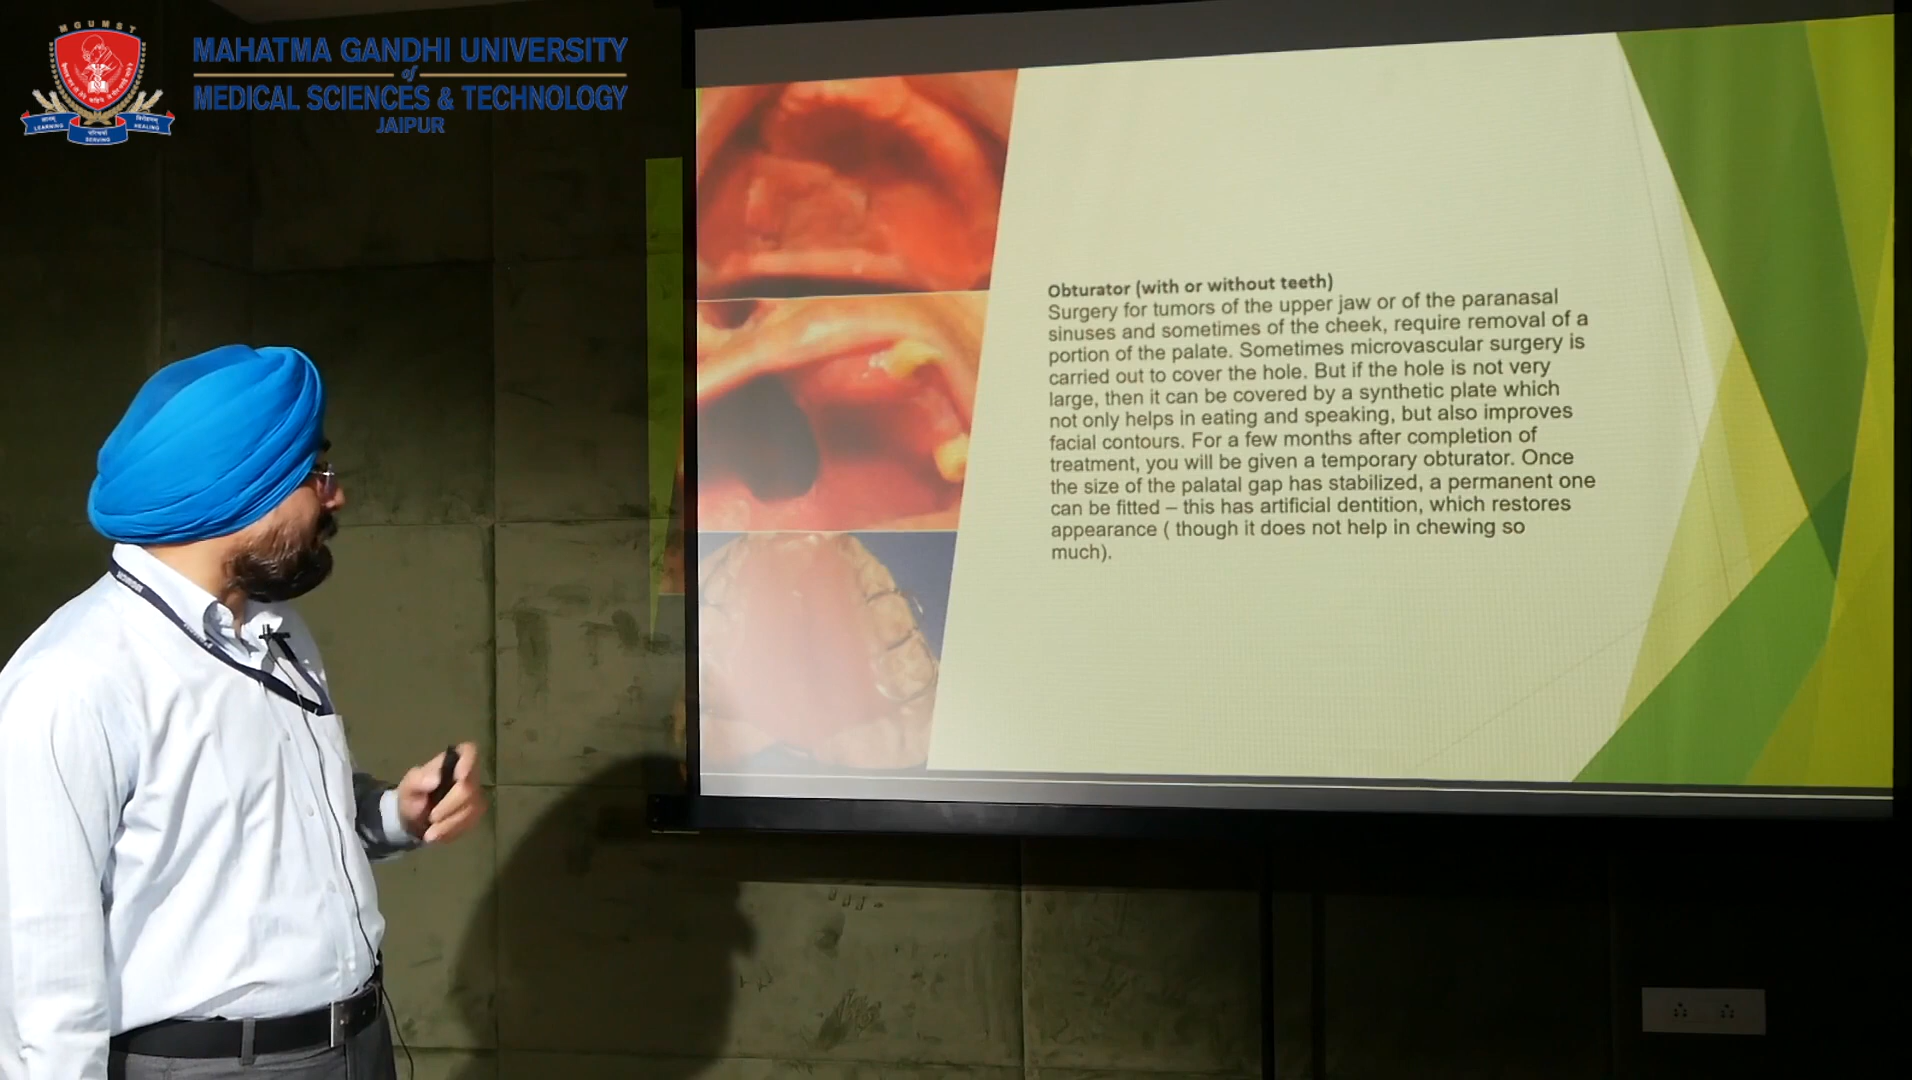 MGUMST
LEARNING
SERVING
HEALING
MAHATMA GANDHI UNIVERSITY
of
MEDICAL SCIENCES & TECHNOLOGY
JAIPUR
Obturator (with or without teeth)
Surgery for tumors of the upper jaw or of the paranasal
sinuses and sometimes of the cheek, require removal of a
portion of the palate. Sometimes microvascular surgery is
carried out to cover the hole. But if the hole is not very
large, then it can be covered by a synthetic plate which
not only helps in eating and speaking, but also improves
facial contours. For a few months after completion of
treatment, you will be given a temporary obturator. Once
the size of the palatal gap has stabilized, a permanent one
can be fitted – this has artificial dentition, which restores
appearance ( though it does not help in chewing so
much).